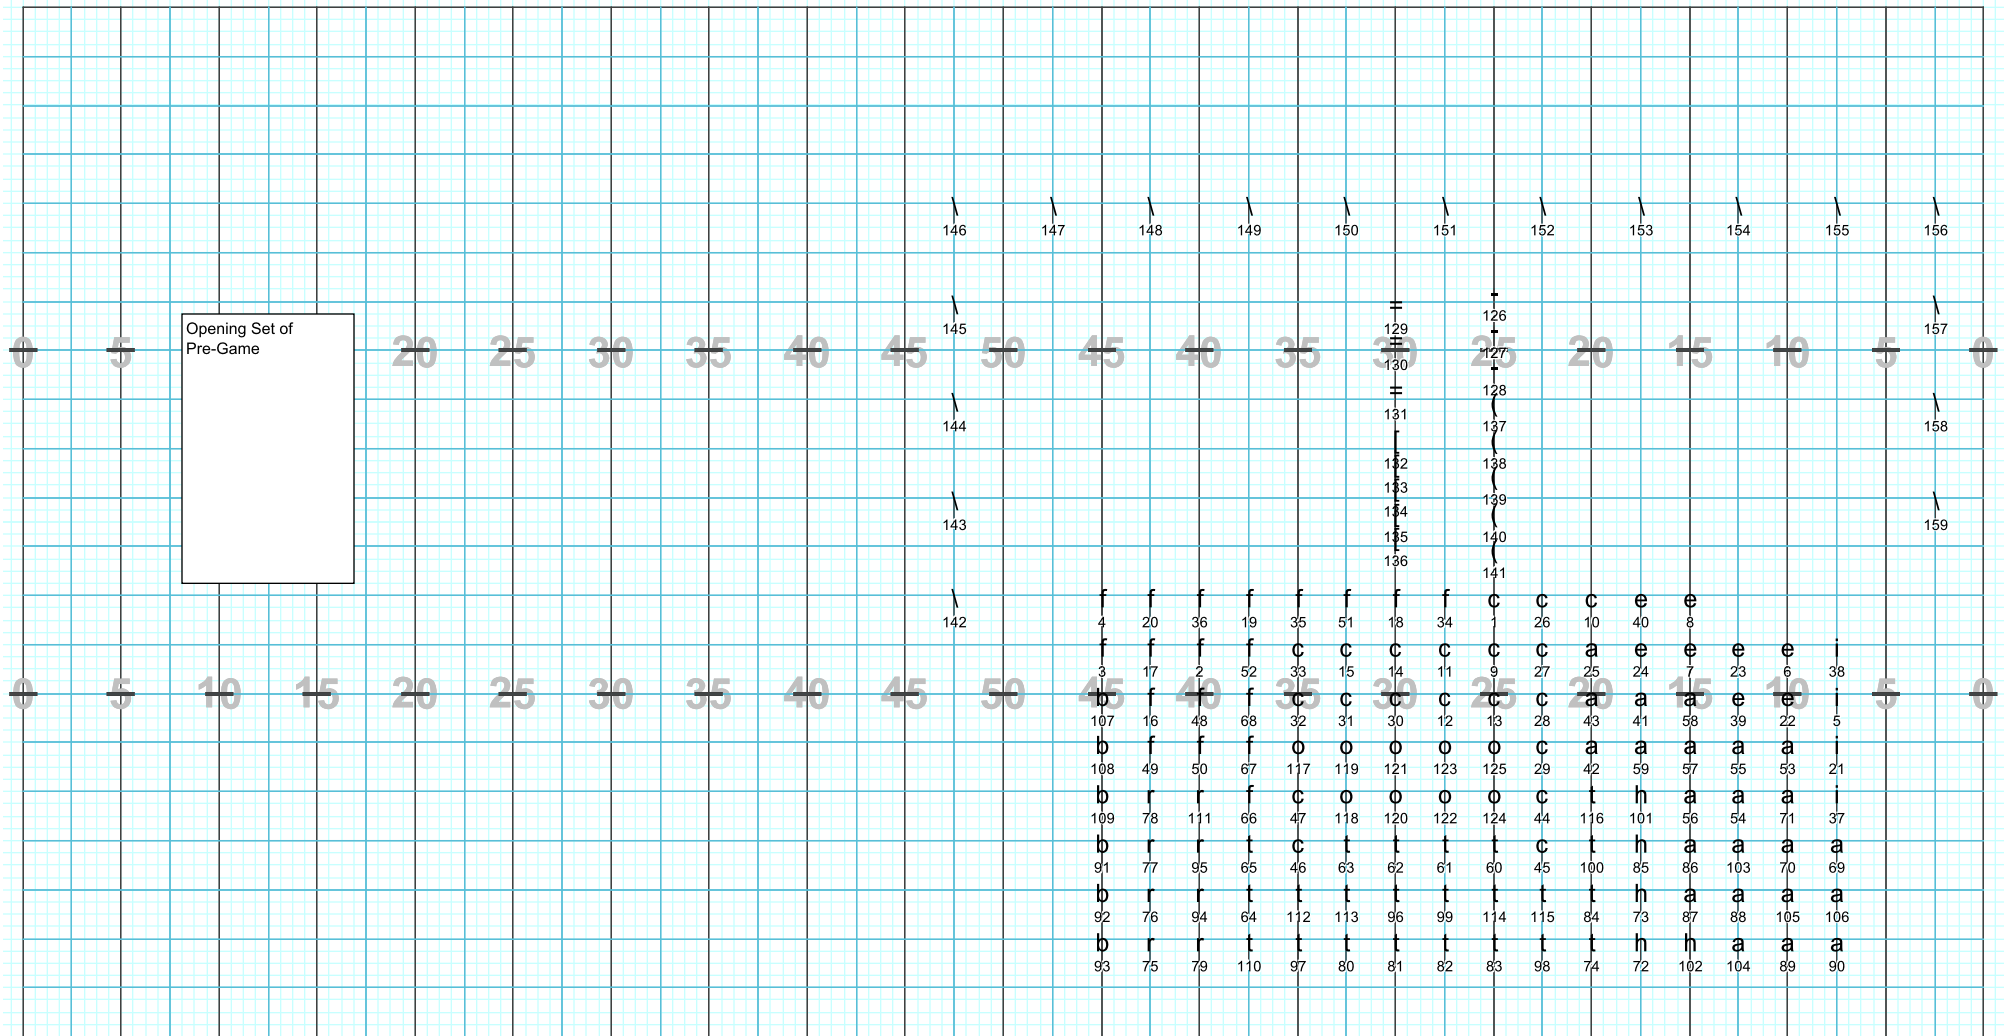 146 147 148 149 150 151 152 153 154 155 156
126
Opening Set of
145 129 157
Pre-Game
0 5 20 25 30 35 40 45 50 45 40 35 30 25 20 15 10 5 0
127
130
128
131
144 137 158
132 138
133
139
134
143 159
135 140
136
141
f f f f f f f f c c c e e
142 4 20 36 19 35 51 18 34 1 26 10 40 8
f f f f c c c c c c a e e e e i
3 17 2 52 33 15 14 11 9 27 25 24 7 23 6 38
0 5 10 15 20 25 30 35 40 45 50 45 40 35 30 25 20 15 10 5 0
b f f f c c c c c c a a a e e i
107 16 48 68 32 31 30 12 13 28 43 41 58 39 22 5
b f f f o o o o o c a a a a a i
108 49 50 67 117 119 121 123 125 29 42 59 57 55 53 21
b r r f c o o o o c t h a a a i
109 78 111 66 47 118 120 122 124 44 116 101 56 54 71 37
b r r t c t t t t c t h a a a a
91 77 95 65 46 63 62 61 60 45 100 85 86 103 70 69
b r r t t t t t t t t h a a a a
92 76 94 64 112 113 96 99 114 115 84 73 87 88 105 106
b r r t t t t t t t t h h a a a
93 75 79 110 97 80 81 82 83 98 74 72 102 104 89 90